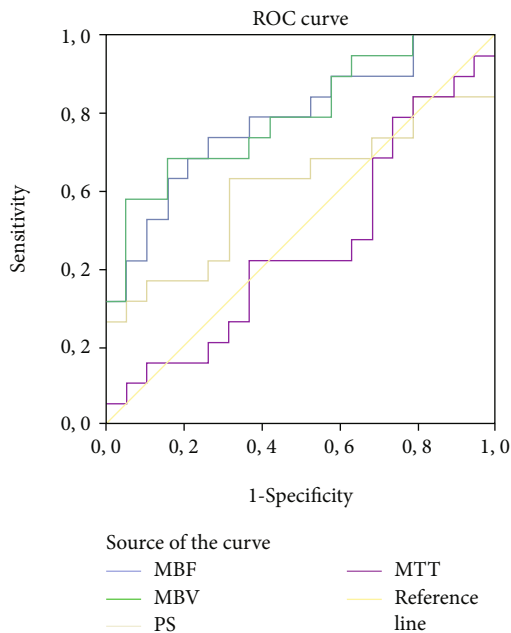 ROC curve
1, 0
0, 8
0, 6
0, 2
0, 2
0, 0
Sensitivity
0, 0 0, 2 0, 4 0, 6 0, 8 1, 0
1-Specificity
Source of the curve
MBF
MBV
PS
MTT
Reference
line